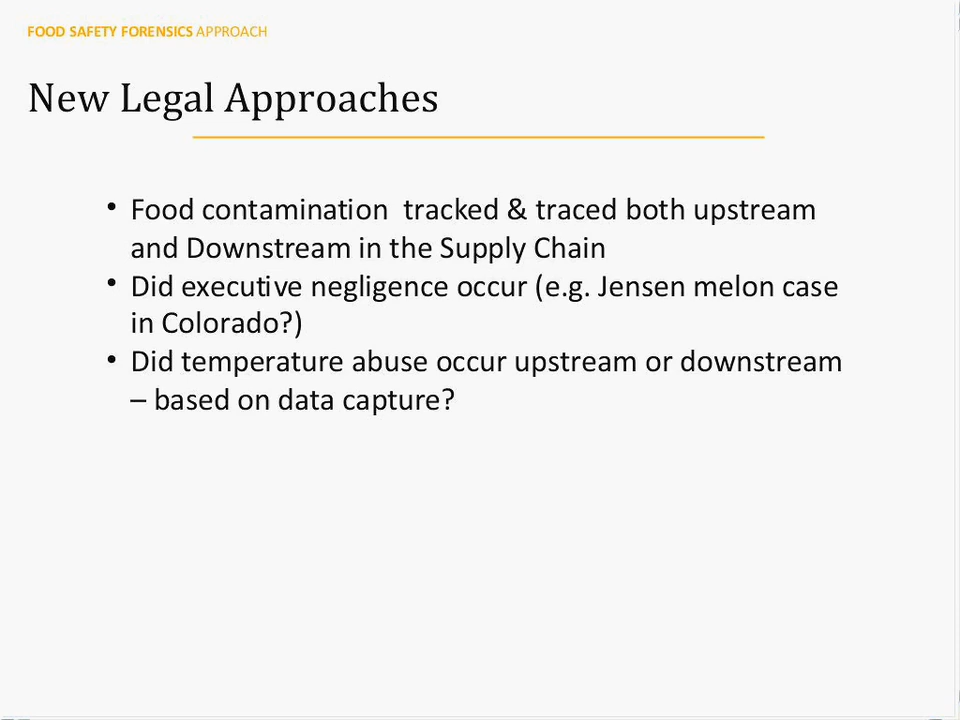 FOOD SAFETY FORENSICS APPROACH
New Legal Approaches
• Food contamination  tracked & traced both upstream
and Downstream in the Supply Chain
• Did executive negligence occur (e.g. Jensen melon case
in Colorado?)
• Did temperature abuse occur upstream or downstream
– based on data capture?